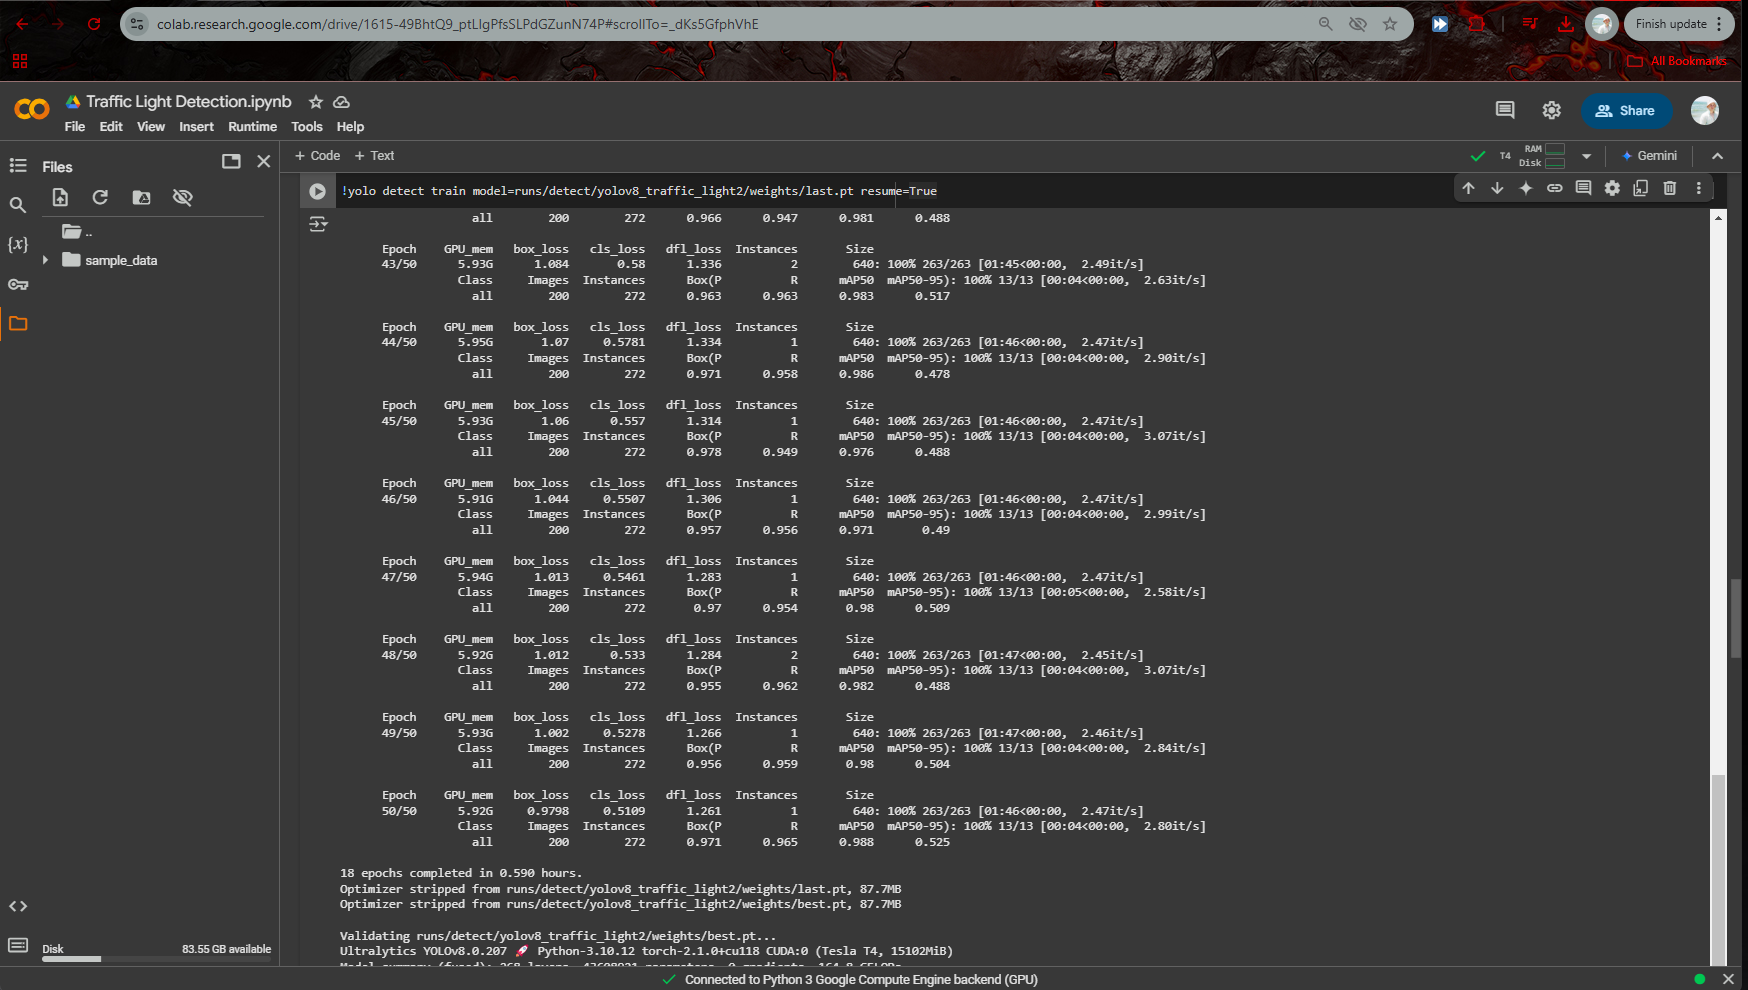 colab.research.google.com/drive/1615-49BhtQ9_ptLIgPfsSLPdGZunN74P#scrollTo=_dKs5GfphVhE
Finish update
All Bookmarks
Traffic Light Detection.ipynb
File Edit View Insert Runtime Tools Help
Share
Files
+ Code + Text
T4 RAM Disk
Gemini
..
sample_data
!yolo detect train model=runs/detect/yolov8_traffic_light2/weights/last.pt resume=True
all 200 272 0.966 0.947 0.981 0.488
Epoch GPU_mem box_loss cls_loss dfl_loss Instances Size
43/50 5.93G 1.084 0.58 1.336 2 640: 100% 263/263 [01:45<00:00, 2.49it/s]
Class Images Instances Box(P R mAP50 mAP50-95): 100% 13/13 [00:04<00:00, 2.63it/s]
all 200 272 0.963 0.963 0.983 0.517
Epoch GPU_mem box_loss cls_loss dfl_loss Instances Size
44/50 5.95G 1.07 0.5781 1.334 1 640: 100% 263/263 [01:46<00:00, 2.47it/s]
Class Images Instances Box(P R mAP50 mAP50-95): 100% 13/13 [00:04<00:00, 2.90it/s]
all 200 272 0.971 0.958 0.986 0.478
Epoch GPU_mem box_loss cls_loss dfl_loss Instances Size
45/50 5.93G 1.06 0.557 1.314 1 640: 100% 263/263 [01:46<00:00, 2.47it/s]
Class Images Instances Box(P R mAP50 mAP50-95): 100% 13/13 [00:04<00:00, 3.07it/s]
all 200 272 0.978 0.949 0.976 0.488
Epoch GPU_mem box_loss cls_loss dfl_loss Instances Size
46/50 5.91G 1.044 0.5507 1.306 1 640: 100% 263/263 [01:46<00:00, 2.47it/s]
Class Images Instances Box(P R mAP50 mAP50-95): 100% 13/13 [00:04<00:00, 2.99it/s]
all 200 272 0.957 0.956 0.971 0.49
Epoch GPU_mem box_loss cls_loss dfl_loss Instances Size
47/50 5.94G 1.013 0.5461 1.283 1 640: 100% 263/263 [01:46<00:00, 2.47it/s]
Class Images Instances Box(P R mAP50 mAP50-95): 100% 13/13 [00:05<00:00, 2.58it/s]
all 200 272 0.97 0.954 0.98 0.509
Epoch GPU_mem box_loss cls_loss dfl_loss Instances Size
48/50 5.92G 1.012 0.533 1.284 2 640: 100% 263/263 [01:47<00:00, 2.45it/s]
Class Images Instances Box(P R mAP50 mAP50-95): 100% 13/13 [00:04<00:00, 3.07it/s]
all 200 272 0.955 0.962 0.982 0.488
Epoch GPU_mem box_loss cls_loss dfl_loss Instances Size
49/50 5.93G 1.002 0.5278 1.266 1 640: 100% 263/263 [01:47<00:00, 2.46it/s]
Class Images Instances Box(P R mAP50 mAP50-95): 100% 13/13 [00:04<00:00, 2.84it/s]
all 200 272 0.956 0.959 0.98 0.504
Epoch GPU_mem box_loss cls_loss dfl_loss Instances Size
50/50 5.92G 0.9798 0.5109 1.261 1 640: 100% 263/263 [01:46<00:00, 2.47it/s]
Class Images Instances Box(P R mAP50 mAP50-95): 100% 13/13 [00:04<00:00, 2.80it/s]
all 200 272 0.971 0.965 0.988 0.525
18 epochs completed in 0.590 hours.
Optimizer stripped from runs/detect/yolov8_traffic_light2/weights/last.pt, 87.7MB
Optimizer stripped from runs/detect/yolov8_traffic_light2/weights/best.pt, 87.7MB
Validating runs/detect/yolov8_traffic_light2/weights/best.pt...
Ultralytics YOLOv8.0.207 🚀 Python-3.10.12 torch-2.1.0+cu118 CUDA:0 (Tesla T4, 15102MiB)
Disk 83.55 GB available
Connected to Python 3 Google Compute Engine backend (GPU)